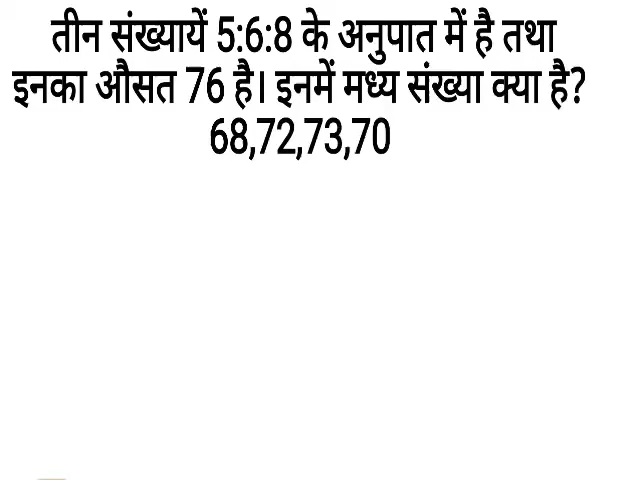 तीन संख्यायें 5:6:8 के अनुपात में है तथा
इनका औसत 76 है। इनमें मध्य संख्या क्या है?
68,72,73,70